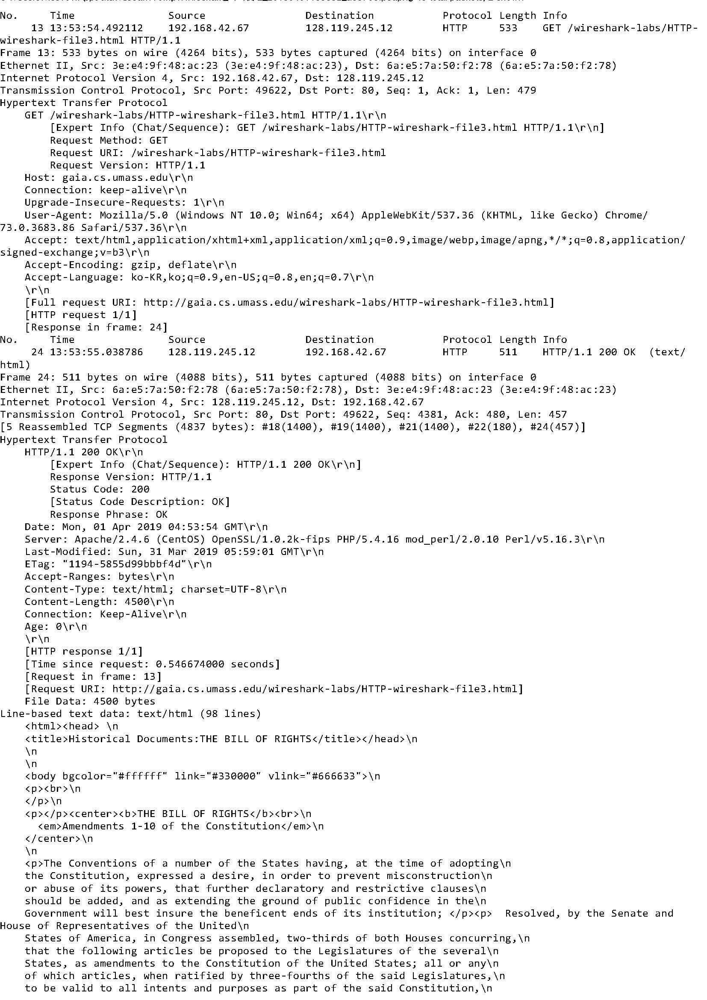 No.     Time               Source                Destination           Protocol Length Info
     13 13:53:54.492112    192.168.42.67         128.119.245.12        HTTP     533    GET /wireshark-labs/HTTP-
wireshark-file3.html HTTP/1.1
Frame 13: 533 bytes on wire (4264 bits), 533 bytes captured (4264 bits) on interface 0
Ethernet II, Src: 3e:e4:9f:48:ac:23 (3e:e4:9f:48:ac:23), Dst: 6a:e5:7a:50:f2:78 (6a:e5:7a:50:f2:78)
Internet Protocol Version 4, Src: 192.168.42.67, Dst: 128.119.245.12
Transmission Control Protocol, Src Port: 49622, Dst Port: 80, Seq: 1, Ack: 1, Len: 479
Hypertext Transfer Protocol
    GET /wireshark-labs/HTTP-wireshark-file3.html HTTP/1.1\r\n
        [Expert Info (Chat/Sequence): GET /wireshark-labs/HTTP-wireshark-file3.html HTTP/1.1\r\n]
        Request Method: GET
        Request URI: /wireshark-labs/HTTP-wireshark-file3.html
        Request Version: HTTP/1.1
    Host: gaia.cs.umass.edu\r\n
    Connection: keep-alive\r\n
    Upgrade-Insecure-Requests: 1\r\n
    User-Agent: Mozilla/5.0 (Windows NT 10.0; Win64; x64) AppleWebKit/537.36 (KHTML, like Gecko) Chrome/
73.0.3683.86 Safari/537.36\r\n
    Accept: text/html,application/xhtml+xml,application/xml;q=0.9,image/webp,image/apng,*/*;q=0.8,application/
signed-exchange;v=b3\r\n
    Accept-Encoding: gzip, deflate\r\n
    Accept-Language: ko-KR,ko;q=0.9,en-US;q=0.8,en;q=0.7\r\n
    \r\n
    [Full request URI: http://gaia.cs.umass.edu/wireshark-labs/HTTP-wireshark-file3.html]
    [HTTP request 1/1]
    [Response in frame: 24]
No.     Time               Source                Destination           Protocol Length Info
     24 13:53:55.038786    128.119.245.12        192.168.42.67         HTTP     511    HTTP/1.1 200 OK  (text/
html)
Frame 24: 511 bytes on wire (4088 bits), 511 bytes captured (4088 bits) on interface 0
Ethernet II, Src: 6a:e5:7a:50:f2:78 (6a:e5:7a:50:f2:78), Dst: 3e:e4:9f:48:ac:23 (3e:e4:9f:48:ac:23)
Internet Protocol Version 4, Src: 128.119.245.12, Dst: 192.168.42.67
Transmission Control Protocol, Src Port: 80, Dst Port: 49622, Seq: 4381, Ack: 480, Len: 457
[5 Reassembled TCP Segments (4837 bytes): #18(1400), #19(1400), #21(1400), #22(180), #24(457)]
Hypertext Transfer Protocol
    HTTP/1.1 200 OK\r\n
        [Expert Info (Chat/Sequence): HTTP/1.1 200 OK\r\n]
        Response Version: HTTP/1.1
        Status Code: 200
        [Status Code Description: OK]
        Response Phrase: OK
    Date: Mon, 01 Apr 2019 04:53:54 GMT\r\n
    Server: Apache/2.4.6 (CentOS) OpenSSL/1.0.2k-fips PHP/5.4.16 mod_perl/2.0.10 Perl/v5.16.3\r\n
    Last-Modified: Sun, 31 Mar 2019 05:59:01 GMT\r\n
    ETag: "1194-5855d99bbbf4d"\r\n
    Accept-Ranges: bytes\r\n
    Content-Type: text/html; charset=UTF-8\r\n
    Content-Length: 4500\r\n
    Connection: Keep-Alive\r\n
    Age: 0\r\n
    \r\n
    [HTTP response 1/1]
    [Time since request: 0.546674000 seconds]
    [Request in frame: 13]
    [Request URI: http://gaia.cs.umass.edu/wireshark-labs/HTTP-wireshark-file3.html]
    File Data: 4500 bytes
Line-based text data: text/html (98 lines)
    <html><head> \n
    <title>Historical Documents:THE BILL OF RIGHTS</title></head>\n
    \n
    \n
    <body bgcolor="#ffffff" link="#330000" vlink="#666633">\n
    <p><br>\n
    </p>\n
    <p></p><center><b>THE BILL OF RIGHTS</b><br>\n
      <em>Amendments 1-10 of the Constitution</em>\n
    </center>\n
    \n
    <p>The Conventions of a number of the States having, at the time of adopting\n
    the Constitution, expressed a desire, in order to prevent misconstruction\n
    or abuse of its powers, that further declaratory and restrictive clauses\n
    should be added, and as extending the ground of public confidence in the\n
    Government will best insure the beneficent ends of its institution; </p><p>  Resolved, by the Senate and
House of Representatives of the United\n
    States of America, in Congress assembled, two-thirds of both Houses concurring,\n
    that the following articles be proposed to the Legislatures of the several\n
    States, as amendments to the Constitution of the United States; all or any\n
    of which articles, when ratified by three-fourths of the said Legislatures,\n
    to be valid to all intents and purposes as part of the said Constitution,\n